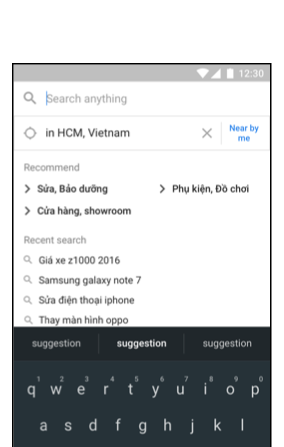 12:30
Search anything
in HCM, Vietnam
Near by
me
Recommend
Sửa, Bảo dưỡng
Phụ kiện, Đồ chơi
Cửa hàng, showroom
Recent search
Giá xe z1000 2016
Samsung galaxy note 7
Sửa điện thoại iphone
Thay màn hình oppo
suggestion suggestion suggestion
1 2 3 4 5 6 7 8 9 0
q w e r t y u i o p
a s d f g h j k l